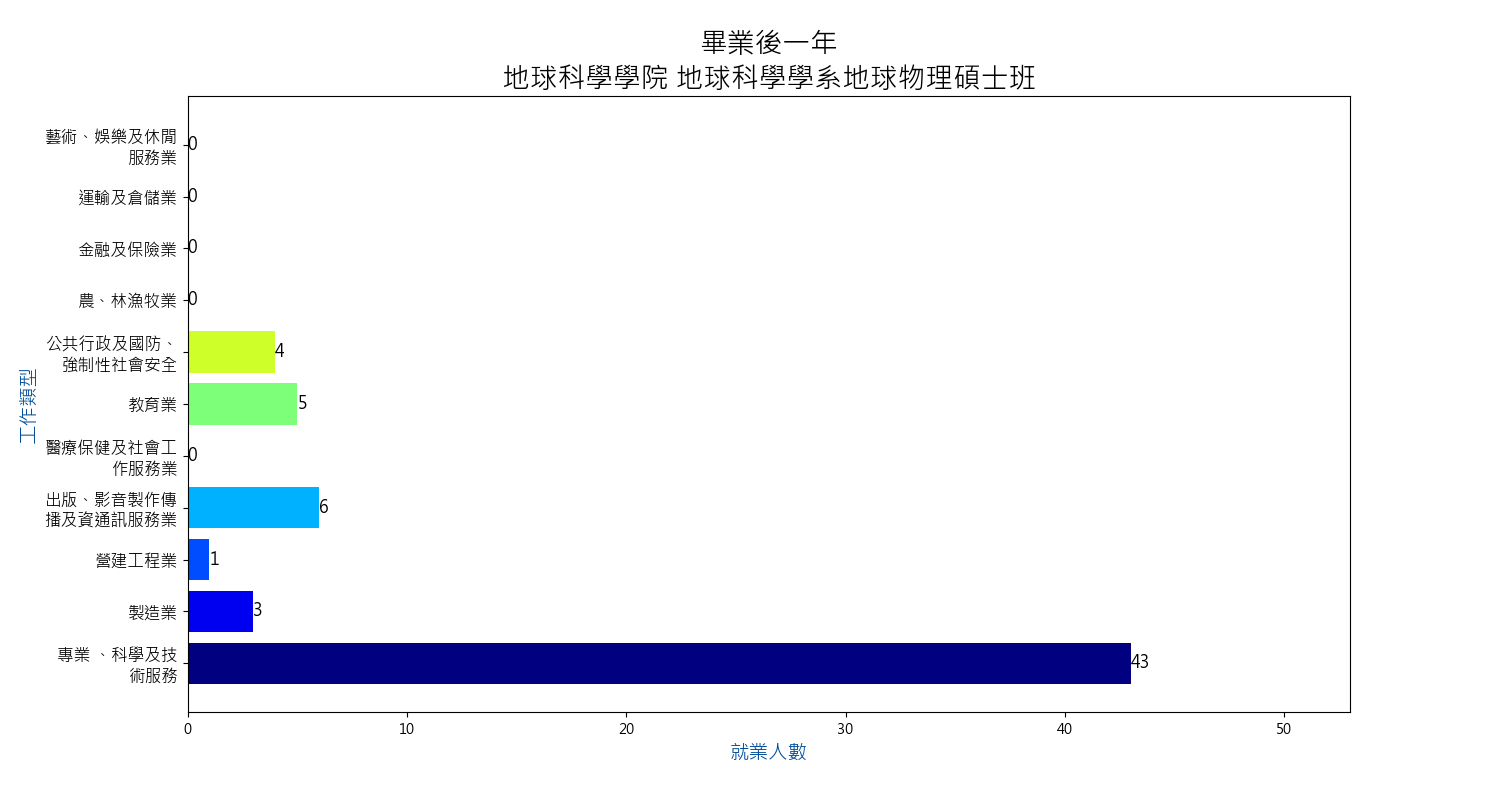 畢業後一年
地球科學學院 地球科學學系地球物理碩士班
藝術、娛樂及休閒
服務業
0
運輸及倉儲業
0
金融及保險業
0
農、林漁牧業
0
公共行政及國防、
強制性社會安全
4
教育業
5
醫療保健及社會工
作服務業
0
出版、影音製作傳
播及資通訊服務業
6
營建工程業
1
製造業
3
專業 、科學及技
術服務
43
工作類型
0 10 20 30 40 50
就業人數